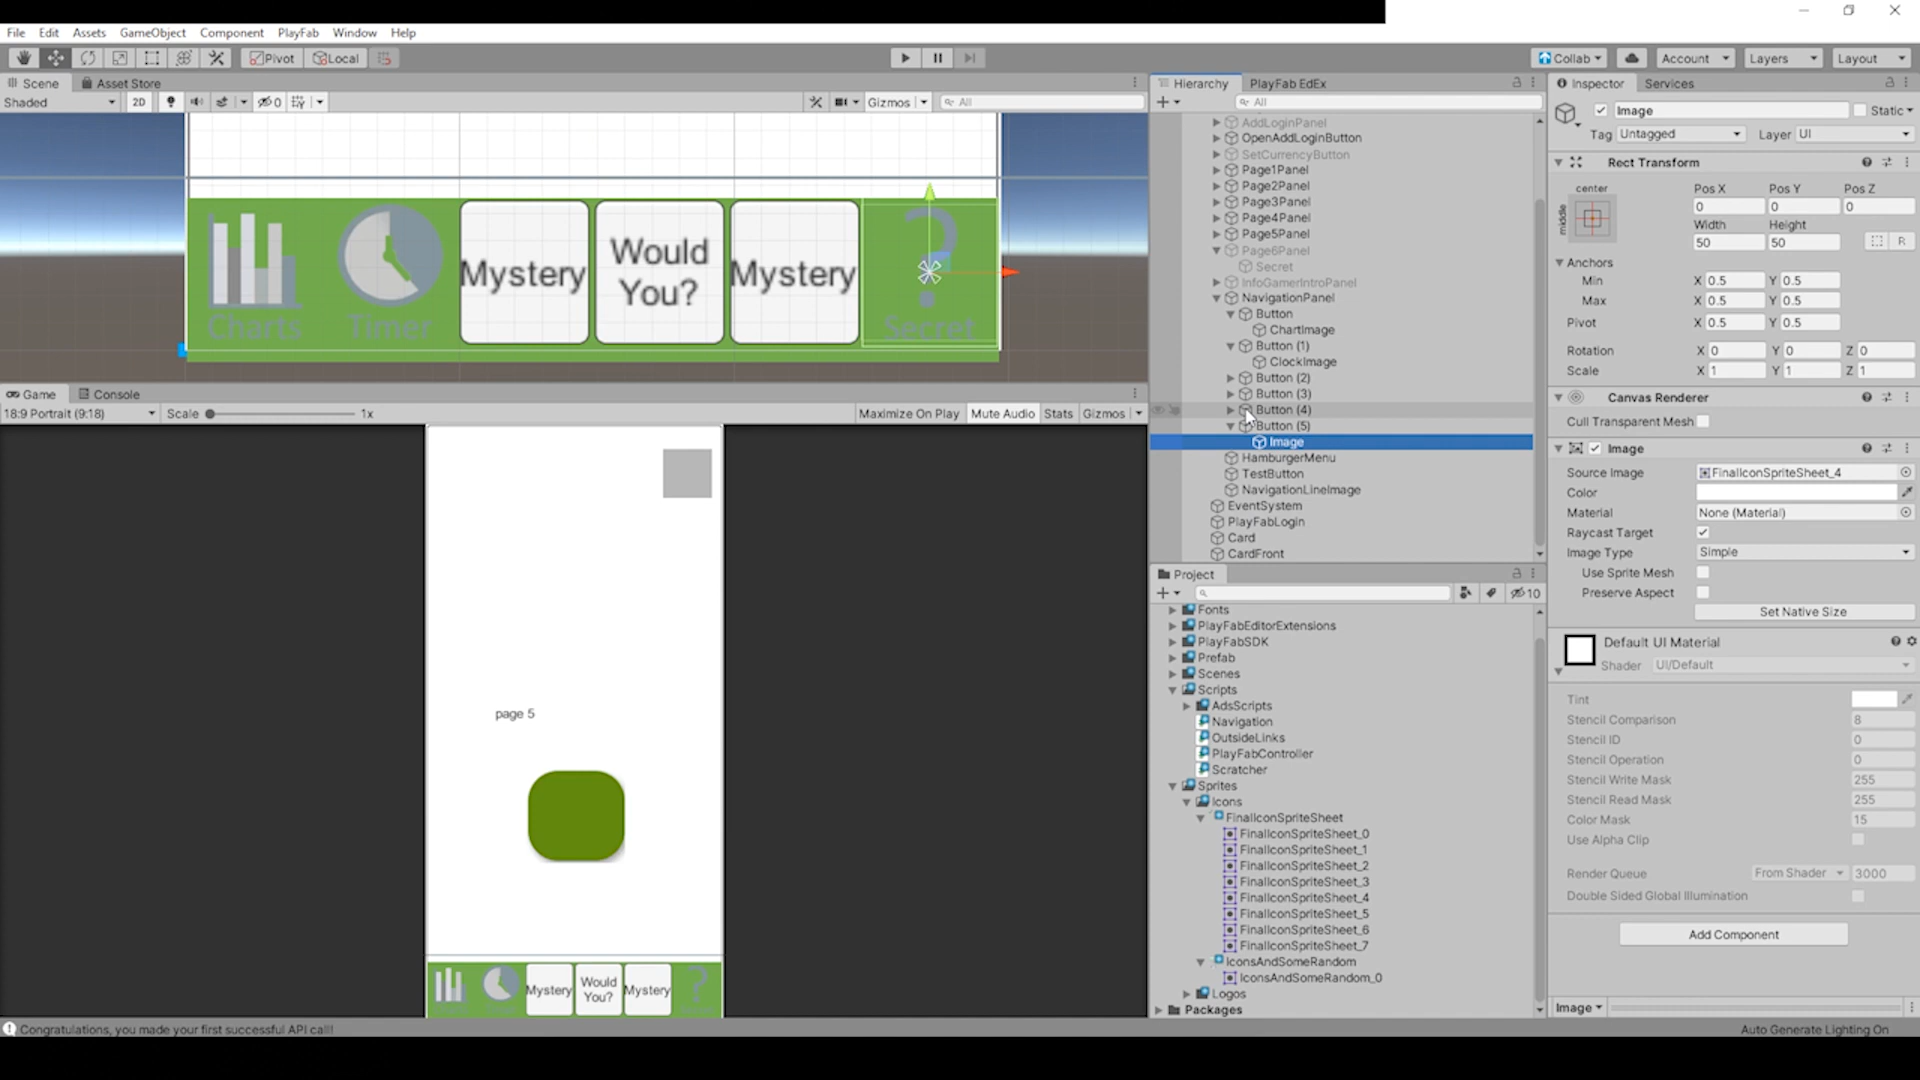 File Edit Assets GameObject Component PlayFab Window Help
Pivot Local Collab Account Layers Layout
Scene Asset Store
Shaded 2D 0 Gizmos All
Charts Timer Mystery Would You? Mystery Secret
Game Console
18:9 Portrait (9:18) Scale 1x Maximize On Play Mute Audio Stats Gizmos
page 5
Mystery Would You? Mystery
Congratulations, you made your first successful API call!
Hierarchy PlayFab EdEx
All
AddLoginPanel
OpenAddLoginButton
SetCurrencyButton
Page1Panel
Page2Panel
Page3Panel
Page4Panel
Page5Panel
Page6Panel
Secret
InfoGamerIntroPanel
NavigationPanel
Button
ChartImage
Button (1)
ClockImage
Button (2)
Button (3)
Button (4)
Button (5)
Image
HamburgerMenu
TestButton
NavigationLineImage
EventSystem
PlayFabLogin
Card
CardFront
Project
10
Fonts
PlayFabEditorExtensions
PlayFabSDK
Prefab
Scenes
Scripts
AdsScripts
Navigation
OutsideLinks
PlayFabController
Scratcher
Sprites
Icons
FinalIconSpriteSheet
FinalIconSpriteSheet_0
FinalIconSpriteSheet_1
FinalIconSpriteSheet_2
FinalIconSpriteSheet_3
FinalIconSpriteSheet_4
FinalIconSpriteSheet_5
FinalIconSpriteSheet_6
FinalIconSpriteSheet_7
IconsAndSomeRandom
IconsAndSomeRandom_0
Logos
Packages
Inspector Services
Image Static
Tag Untagged Layer UI
Rect Transform
center Pos X Pos Y Pos Z
middle 0 0 0
Width Height
50 50 R
Anchors
Min X 0.5 Y 0.5
Max X 0.5 Y 0.5
Pivot X 0.5 Y 0.5
Rotation X 0 Y 0 Z 0
Scale X 1 Y 1 Z 1
Canvas Renderer
Cull Transparent Mesh
Image
Source Image FinalIconSpriteSheet_4
Color
Material None (Material)
Raycast Target
Image Type Simple
Use Sprite Mesh
Preserve Aspect
Set Native Size
Default UI Material
Shader UI/Default
Tint
Stencil Comparison 8
Stencil ID 0
Stencil Operation 0
Stencil Write Mask 255
Stencil Read Mask 255
Color Mask 15
Use Alpha Clip
Render Queue From Shader 3000
Double Sided Global Illumination
Add Component
Image
Auto Generate Lighting On